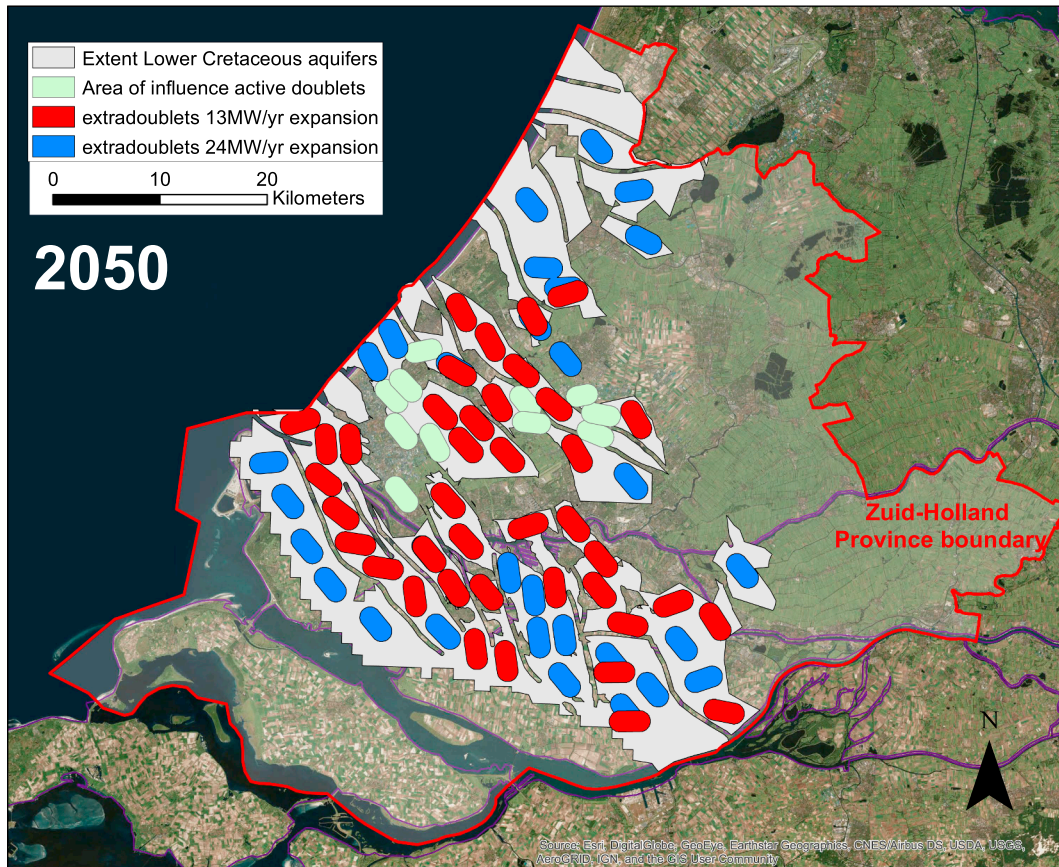 Extent Lower Cretaceous aquifers
Area of influence active doublets
extradoublets 13MW/yr expansion
extradoublets 24MW/yr expansion
0 10 20
Kilometers
2050
Zuid-Holland
Province boundary
N
Source: Esri, DigitalGlobe, GeoEye, Earthstar Geographics, CNES/Airbus DS, USDA, USGS,
AeroGRID, IGN, and the GIS User Community